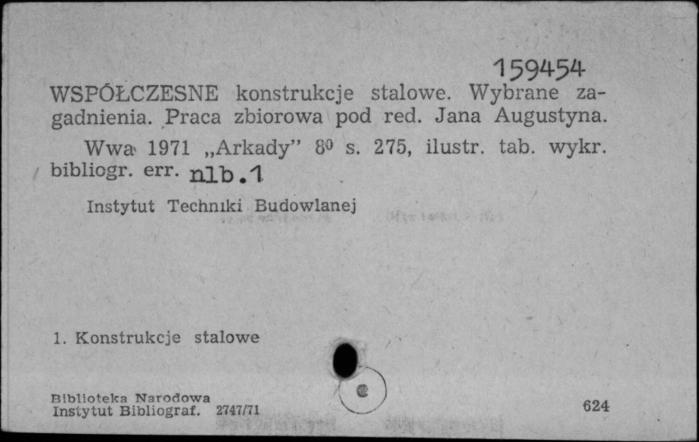 159454
WSPÓŁCZESNE konstrukcje stalowe. Wybrane za-
gadnienia. Praca zbiorowa pod red. Jana Augustyna.
Wwa 1971 „Arkady” 8º s. 275, ilustr. tab. wykr.
bibliogr. err. nlb.1
Instytut Techniki Budowlanej
1. Konstrukcje stalowe
Biblioteka Narodowa
Instytut Bibliograf. 2747/71
624